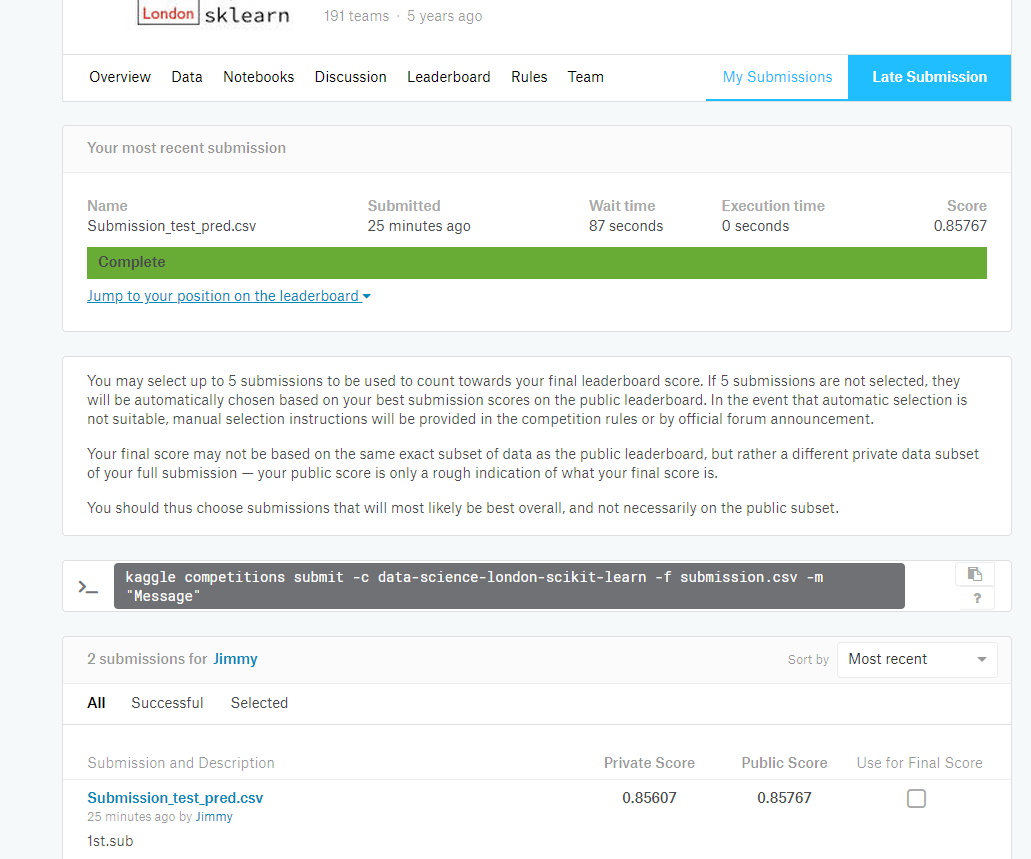 London sklearn 191 teams · 5 years ago
Overview Data Notebooks Discussion Leaderboard Rules Team My Submissions Late Submission
Your most recent submission
Name Submitted Wait time Execution time Score
Submission_test_pred.csv 25 minutes ago 87 seconds 0 seconds 0.85767
Complete
Jump to your position on the leaderboard
You may select up to 5 submissions to be used to count towards your final leaderboard score. If 5 submissions are not selected, they
will be automatically chosen based on your best submission scores on the public leaderboard. In the event that automatic selection is
not suitable, manual selection instructions will be provided in the competition rules or by official forum announcement.
Your final score may not be based on the same exact subset of data as the public leaderboard, but rather a different private data subset
of your full submission — your public score is only a rough indication of what your final score is.
You should thus choose submissions that will most likely be best overall, and not necessarily on the public subset.
>_ kaggle competitions submit -c data-science-london-scikit-learn -f submission.csv -m
"Message"
?
2 submissions for Jimmy Sort by Most recent
All Successful Selected
Submission and Description Private Score Public Score Use for Final Score
Submission_test_pred.csv 0.85607 0.85767
25 minutes ago by Jimmy
1st.sub